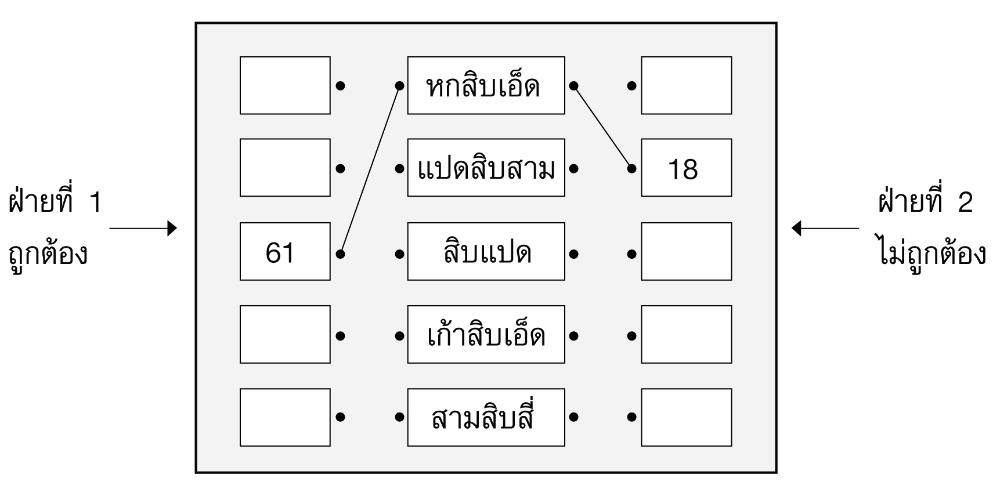 หกสิบเอ็ด
แปดสิบสาม 18
ฝ่ายที่ 1
ถูกต้อง
61 สิบแปด
ฝ่ายที่ 2
ไม่ถูกต้อง
เก้าสิบเอ็ด
สามสิบสี่